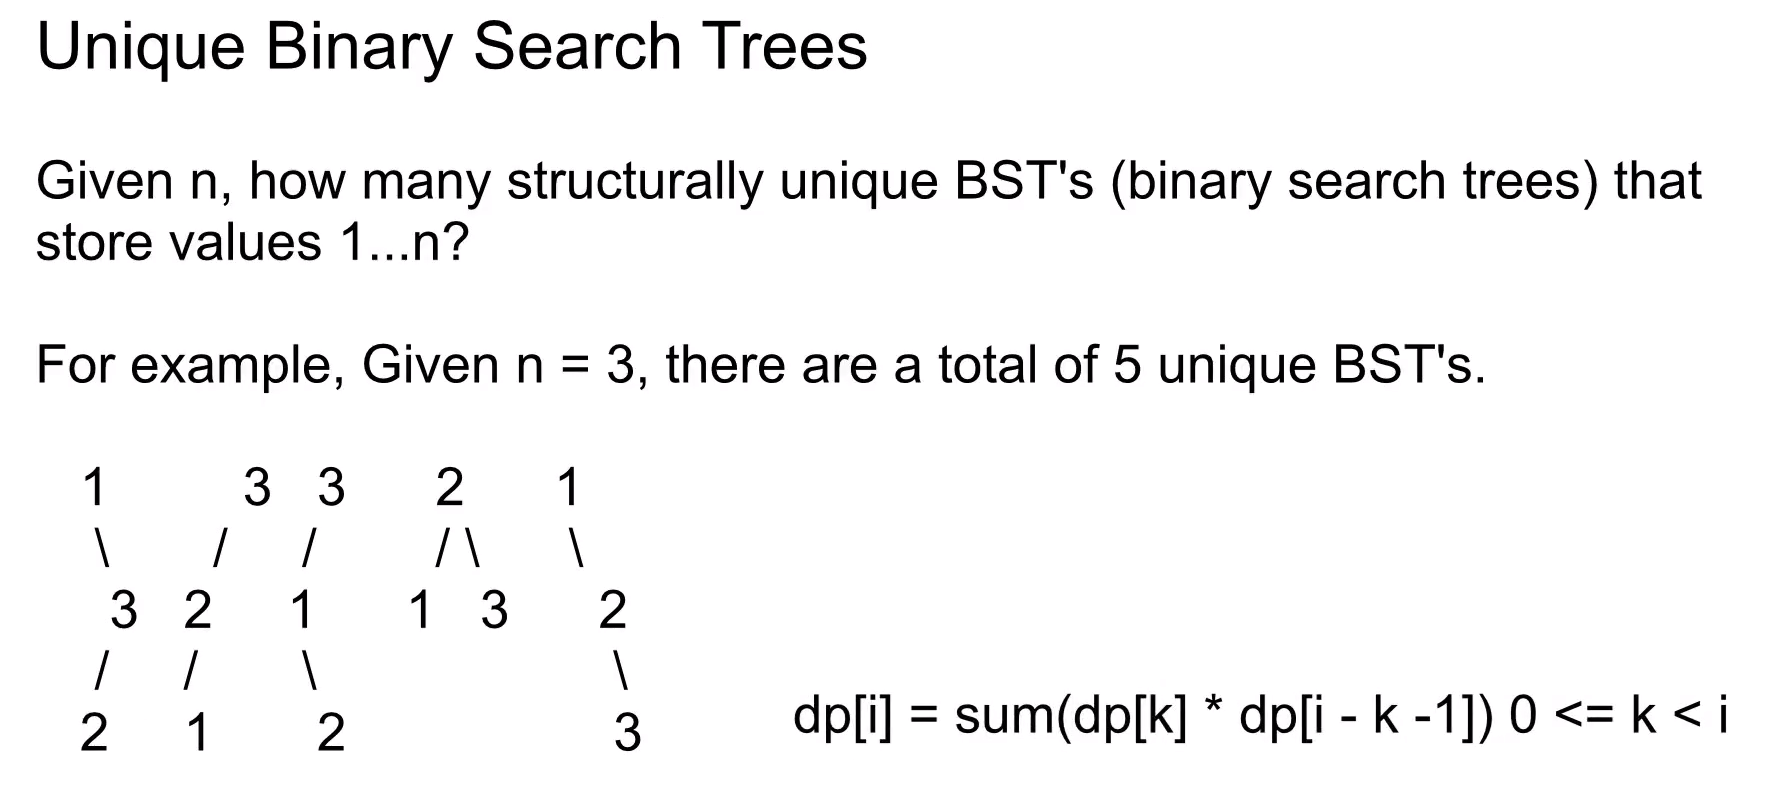 Unique Binary Search Trees
Given n, how many structurally unique BST's (binary search trees) that
store values 1...n?
For example, Given n = 3, there are a total of 5 unique BST's.
1 3 3 2 1
\ / / / \ \
3 2 1 1 3 2
/ / \ \
2 1 2 3
dp[i] = sum(dp[k] * dp[i - k -1]) 0 <= k < i